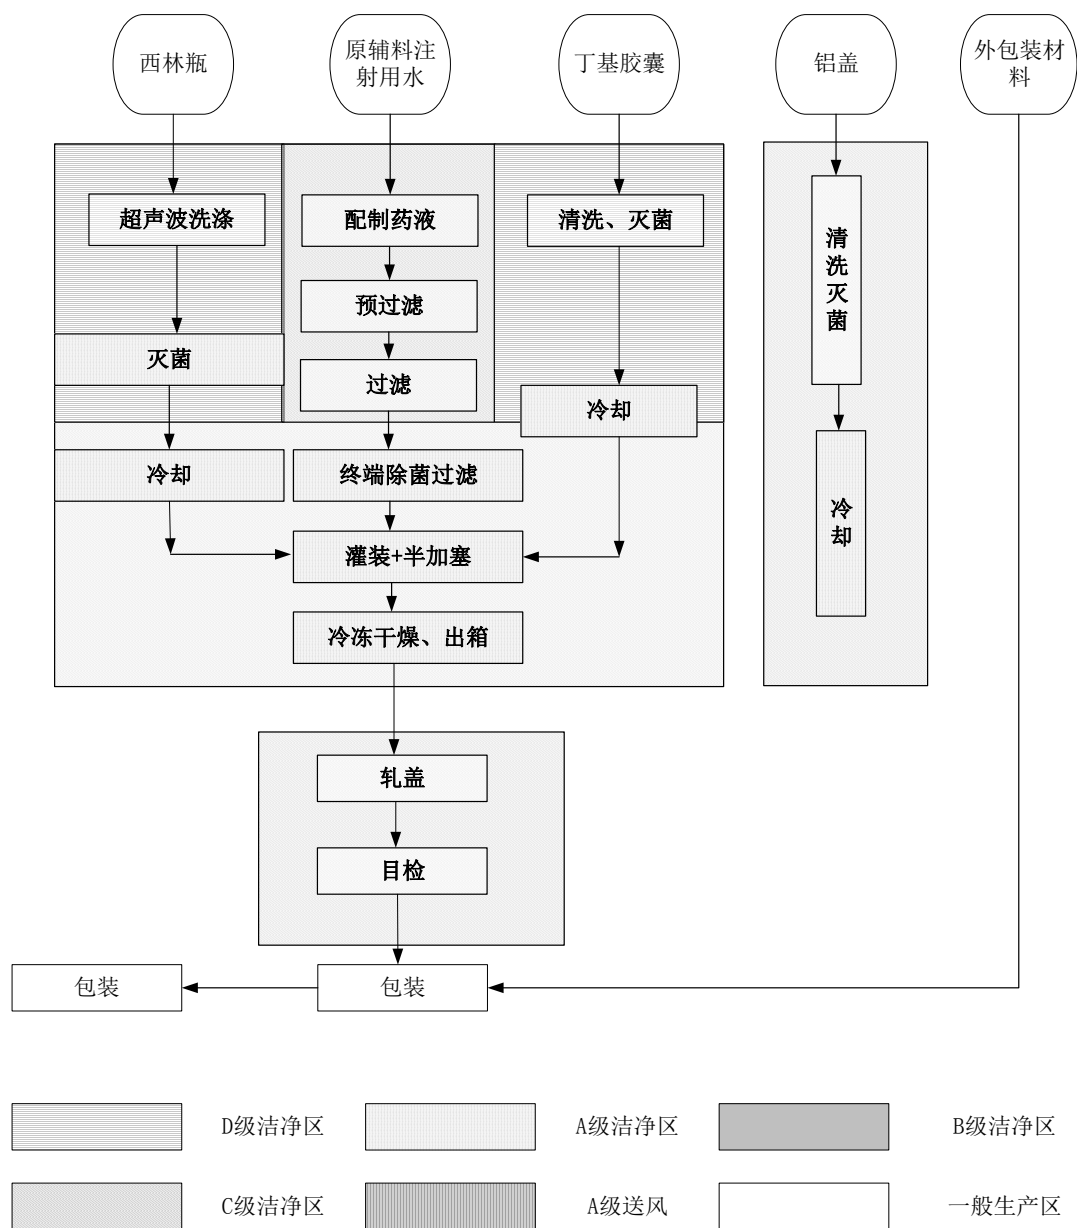 西林瓶
原辅料注
射用水
丁基胶囊
铝盖
外包装材
料
超声波洗涤
配制药液
清洗、灭菌
清
洗
灭
菌
预过滤
灭菌
过滤
冷却
冷却
终端除菌过滤
冷
却
灌装+半加塞
冷冻干燥、出箱
轧盖
目检
包装
包装
D级洁净区
A级洁净区
B级洁净区
C级洁净区
A级送风
一般生产区